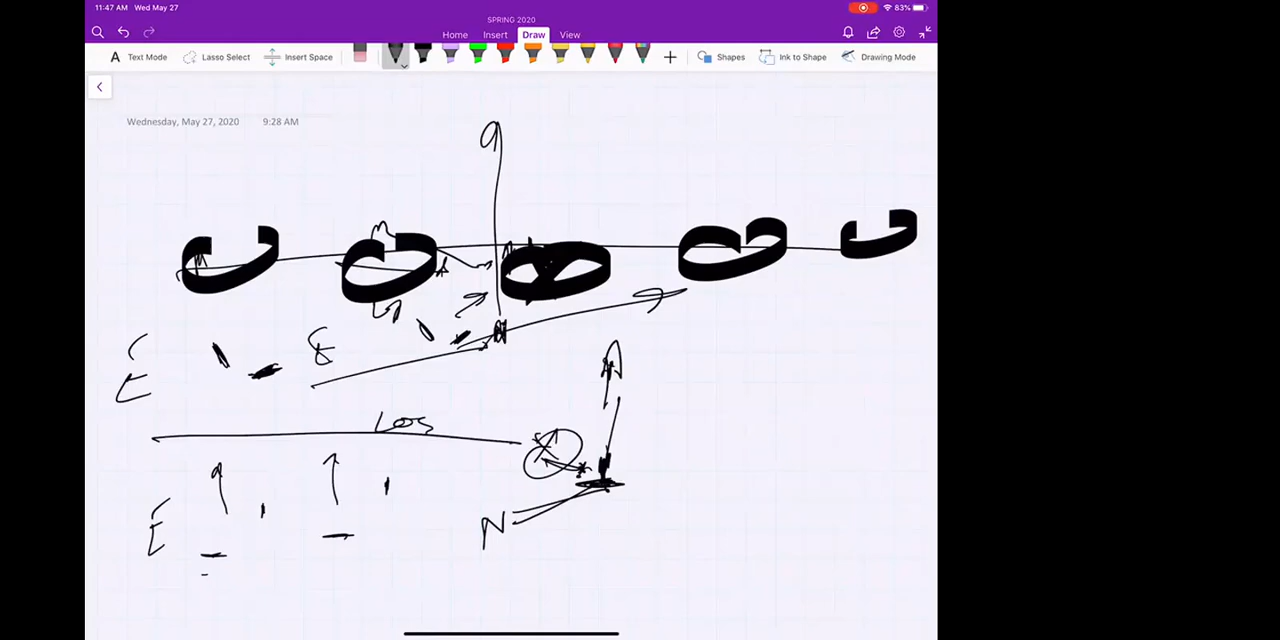 11:47 AM Wed May 27
83%
SPRING 2020
Home Insert Draw View
Text Mode Lasso Select Insert Space Shapes Ink to Shape Drawing Mode
Wednesday, May 27, 2020 9:28 AM
LOS
E
N